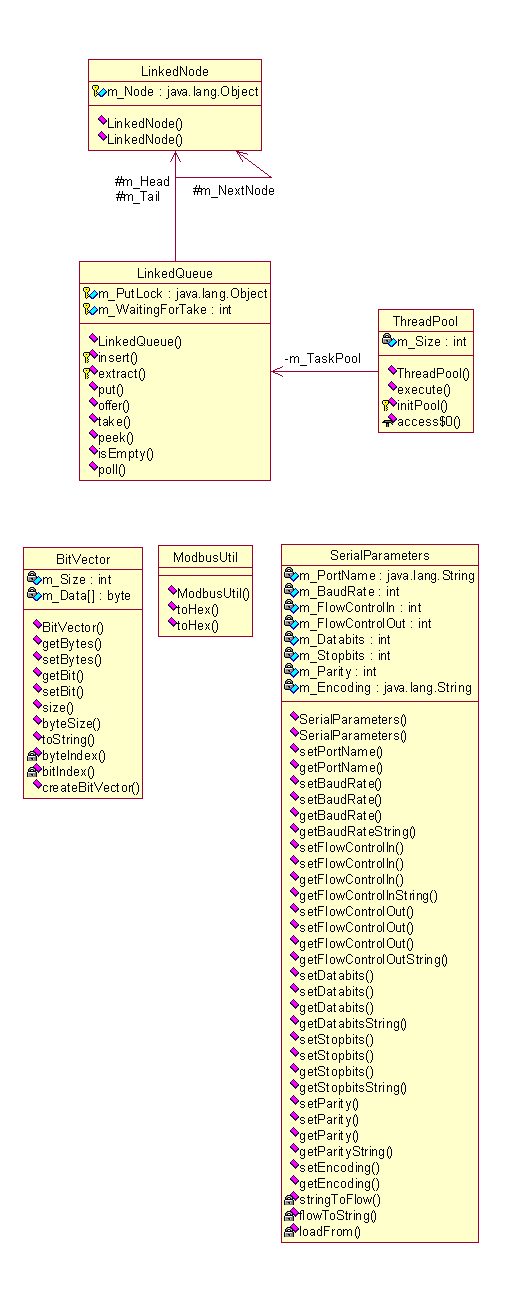 LinkedNode
m_Node : java.lang.Object
LinkedNode()
LinkedNode()
#m_Head
#m_Tail
#m_NextNode
LinkedQueue
m_PutLock : java.lang.Object
m_WaitingForTake : int
LinkedQueue()
insert()
extract()
put()
offer()
take()
peek()
isEmpty()
poll()
-m_TaskPool
ThreadPool
m_Size : int
ThreadPool()
execute()
initPool()
access$0()
BitVector
m_Size : int
m_Data[] : byte
BitVector()
getBytes()
setBytes()
getBit()
setBit()
size()
byteSize()
toString()
byteIndex()
bitIndex()
createBitVector()
ModbusUtil
ModbusUtil()
toHex()
toHex()
SerialParameters
m_PortName : java.lang.String
m_BaudRate : int
m_FlowControlIn : int
m_FlowControlOut : int
m_Databits : int
m_Stopbits : int
m_Parity : int
m_Encoding : java.lang.String
SerialParameters()
SerialParameters()
setPortName()
getPortName()
setBaudRate()
setBaudRate()
getBaudRate()
getBaudRateString()
setFlowControlIn()
setFlowControlIn()
getFlowControlIn()
getFlowControlInString()
setFlowControlOut()
setFlowControlOut()
getFlowControlOut()
getFlowControlOutString()
setDatabits()
setDatabits()
getDatabits()
getDatabitsString()
setStopbits()
setStopbits()
getStopbits()
getStopbitsString()
setParity()
setParity()
getParity()
getParityString()
setEncoding()
getEncoding()
stringToFlow()
flowToString()
loadFrom()